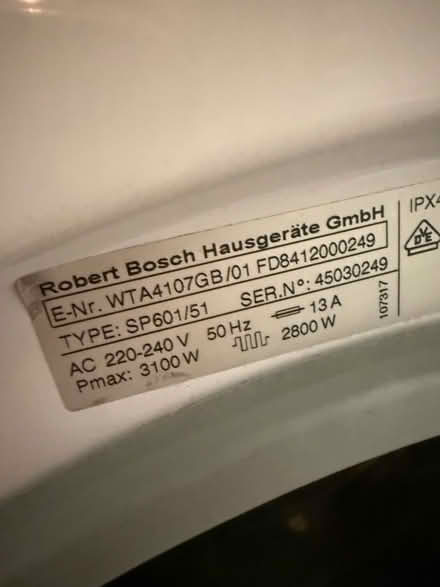 Robert Bosch Hausgeräte GmbH
E-Nr. WTA4107GB/01 FD8412000249
TYPE: SP601/51 SER.N°: 45030249
AC 220-240 V 50 Hz 13 A
Pmax: 3100 W 2800 W
107317
IPX4
VDE